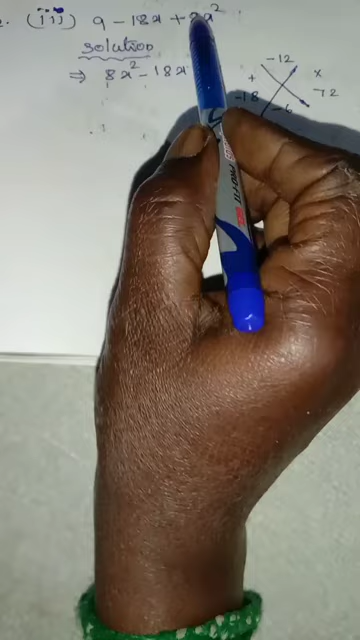 (iii) 9 - 18x + 8x²
solution
⇒ 8x² - 18x
-12
+ x
-18 72
-6